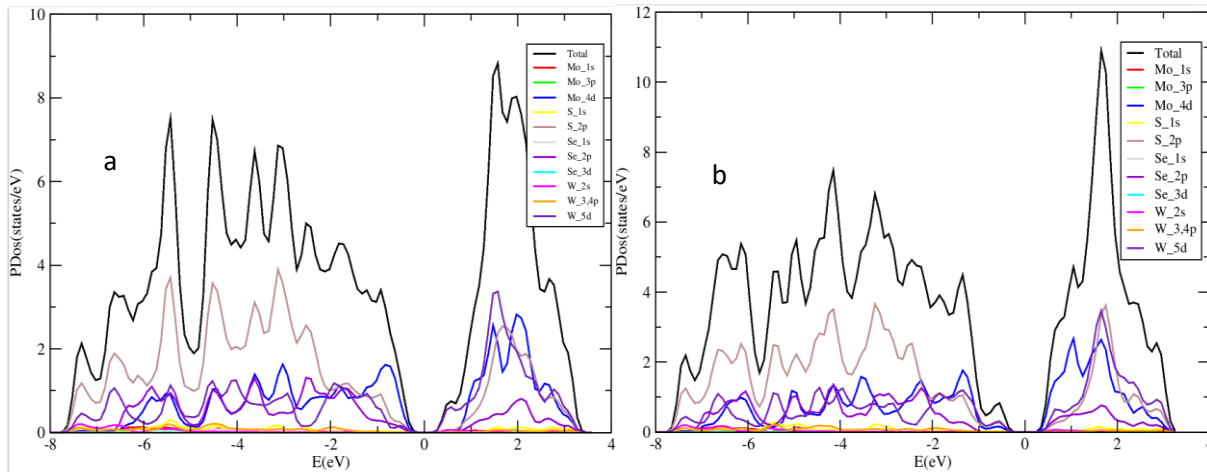 10
8
6
4
2
0
PDos(states/eV)
a
Total
Mo_1s
Mo_3p
Mo_4d
S_1s
S_2p
Se_1s
Se_2p
Se_3d
W_2s
W_3,4p
W_5d
-6
-4
-2
0
2
4
E(eV)
12
10
8
6
4
2
0
PDos(states/eV)
b
Total
Mo_1s
Mo_3p
Mo_4d
S_1s
S_2p
Se_1s
Se_2p
Se_3d
W_2s
W_3,4p
W_5d
-8
-6
-4
-2
0
2
4
E(eV)